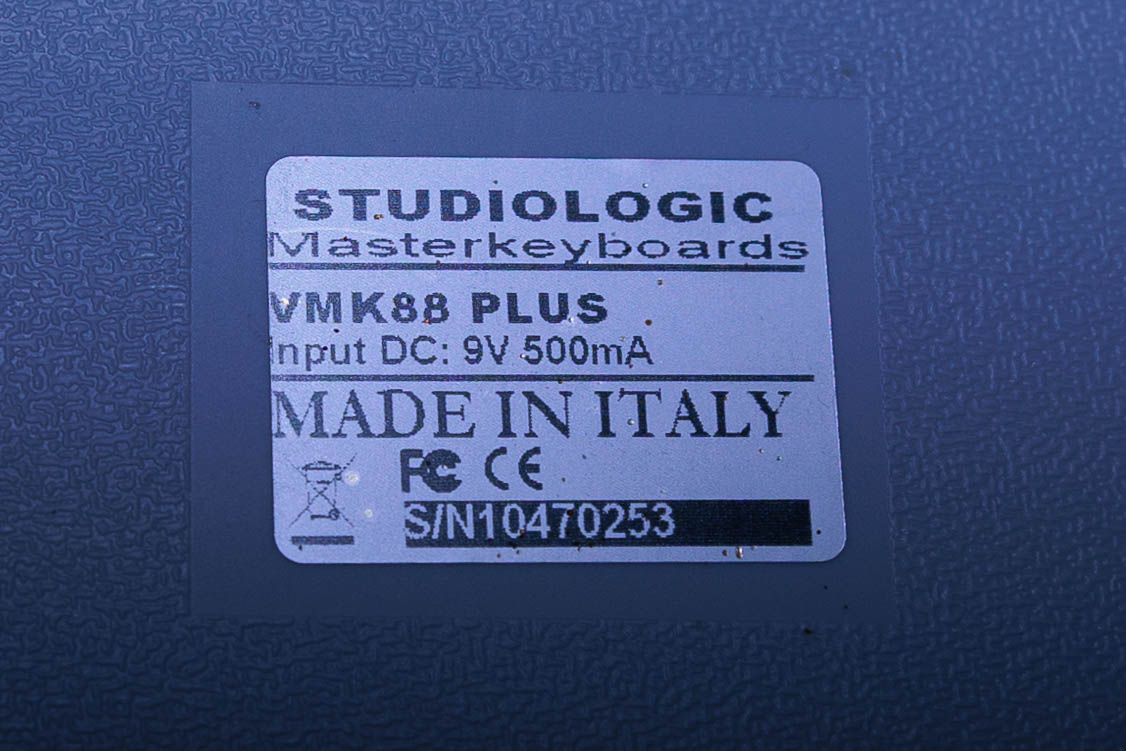 STUDIOLOGIC
Masterkeyboards
VMK88 PLUS
Input DC: 9V 500mA
MADE IN ITALY
FC CE
S/N10470253